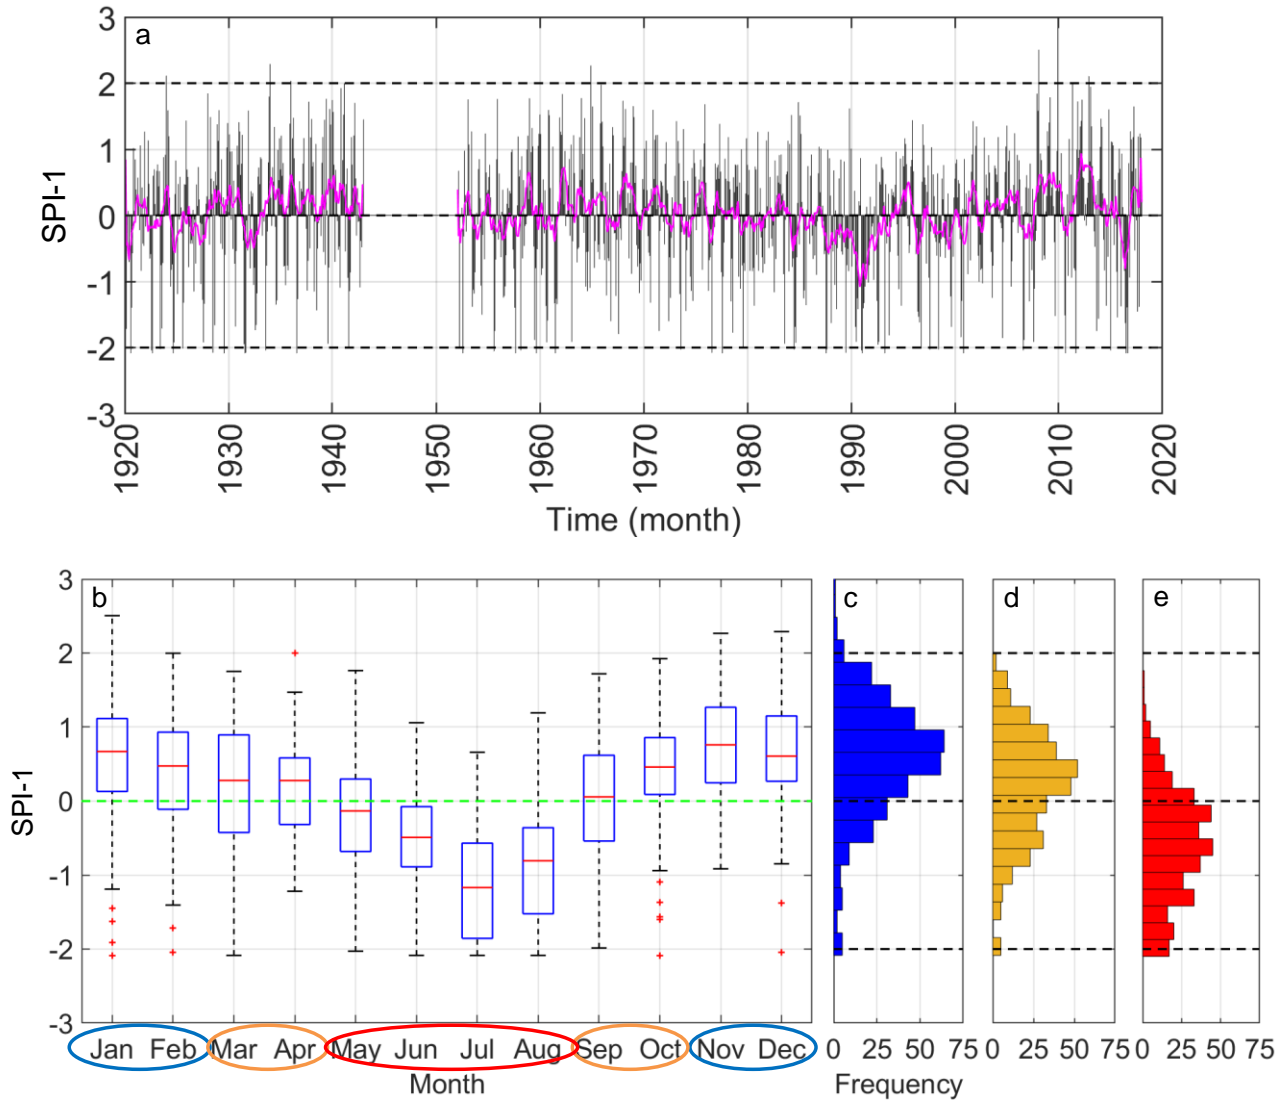 a
3
2
1
0
-1
-2
-3
SPI-1
1920 1930 1940 1950 1960 1970 1980 1990 2000 2010 2020
Time (month)
b c d e
3
2
1
0
-1
-2
-3
SPI-1
Jan Feb Mar Apr May Jun Jul Aug Sep Oct Nov Dec 0 25 50 75 0 25 50 75 0 25 50 75
Month Frequency